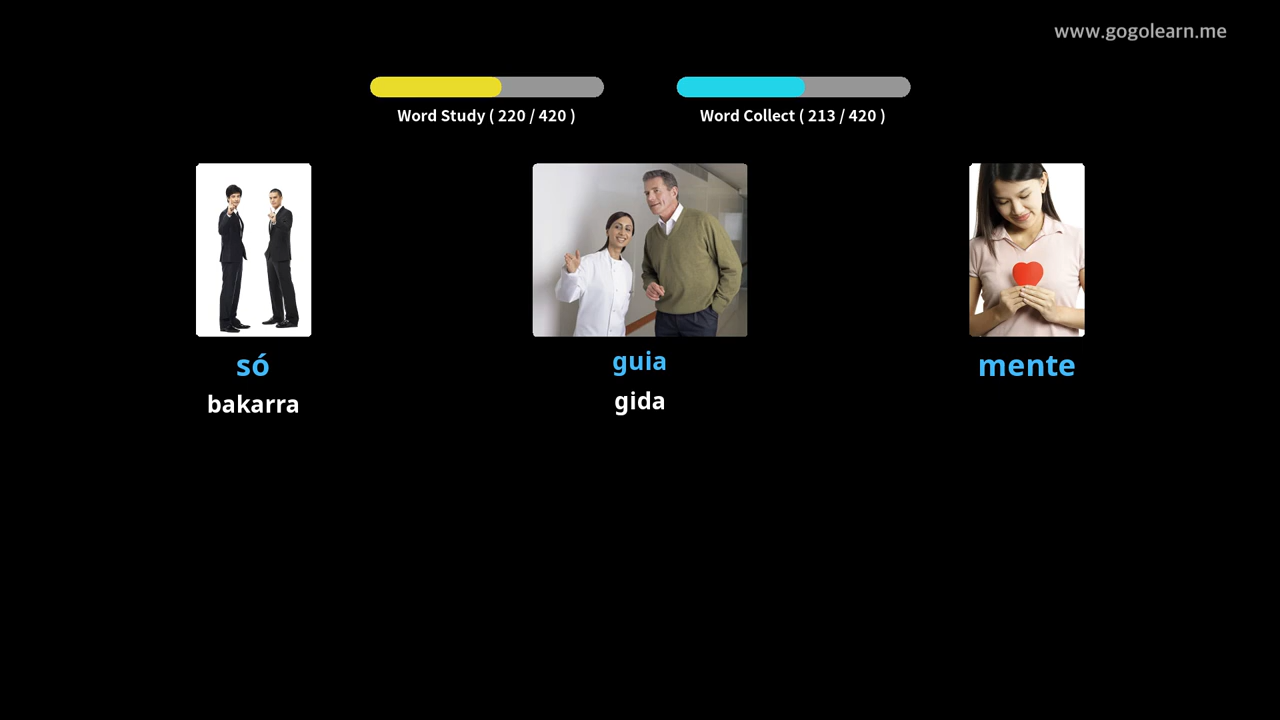 www.gogolearn.me
Word Study ( 220 / 420 )
Word Collect ( 213 / 420 )
só
bakarra
guia
gida
mente